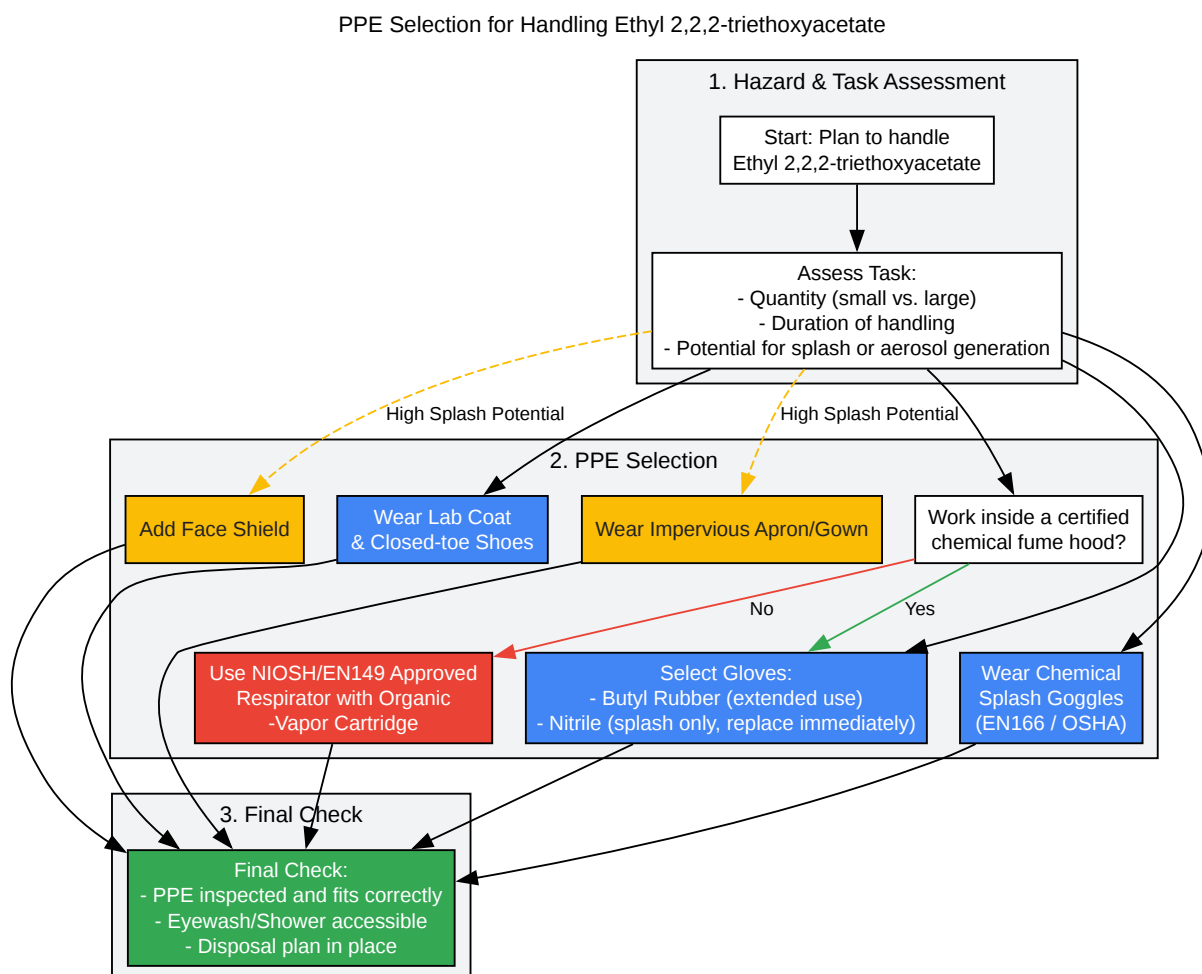 PPE Selection for Handling Ethyl 2,2,2-triethoxyacetate
1. Hazard & Task Assessment
Start: Plan to handle
Ethyl 2,2,2-triethoxyacetate
Assess Task:
- Quantity (small vs. large)
- Duration of handling
- Potential for splash or aerosol generation
High Splash Potential
High Splash Potential
2. PPE Selection
Add Face Shield
Wear Lab Coat
& Closed-toe Shoes
Wear Impervious Apron/Gown
Work inside a certified
chemical fume hood?
No
Yes
Use NIOSH/EN149 Approved
Respirator with Organic
-Vapor Cartridge
Select Gloves:
- Butyl Rubber (extended use)
- Nitrile (splash only, replace immediately)
Wear Chemical
Splash Goggles
(EN166 / OSHA)
3. Final Check
Final Check:
- PPE inspected and fits correctly
- Eyewash/Shower accessible
- Disposal plan in place